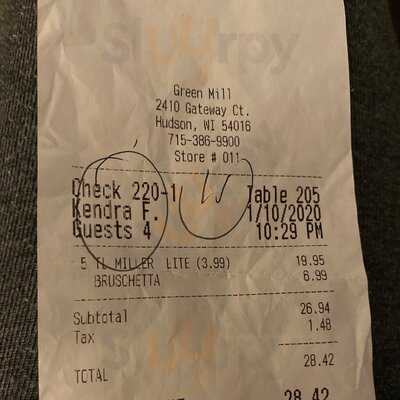 Sluurrpy
Green Mill
2410 Gateway Ct.
Hudson, WI 54016
715-386-9900
Store # 011
Check 220-1 Table 205
Kendra F. 1/10/2020
Guests 4 10:29 PM
5 TL MILLER LITE (3.99) 19.95
BRUSCHETTA 6.99
Subtotal 26.94
Tax 1.48
TOTAL 28.42
28.42